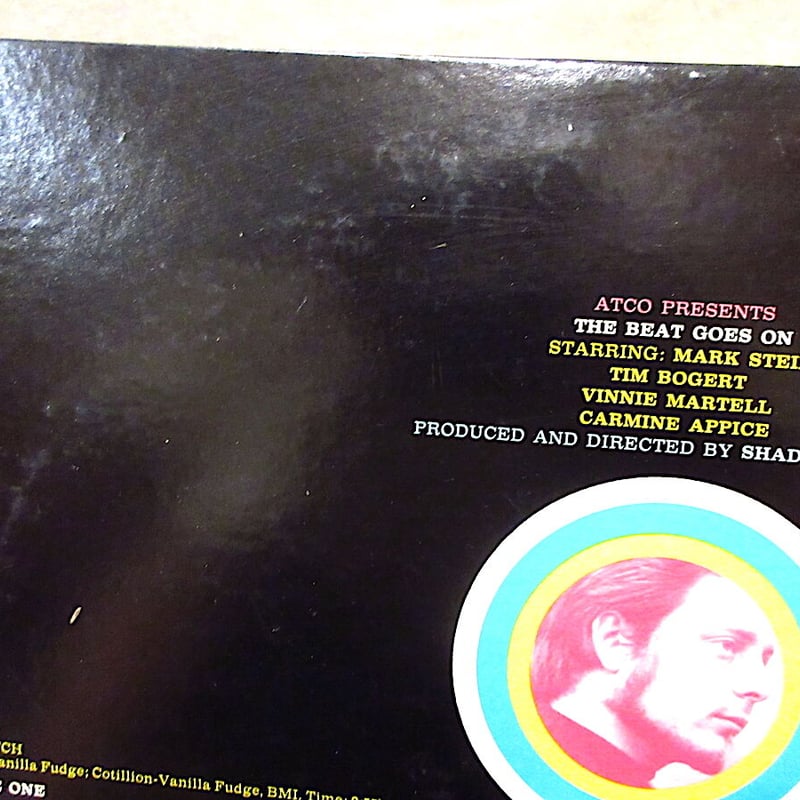 ATCO PRESENTS
THE BEAT GOES ON
STARRING: MARK STEI
TIM BOGERT
VINNIE MARTELL
CARMINE APPICE
PRODUCED AND DIRECTED BY SHAD
TCH
anilla Fudge; Cotillion-Vanilla Fudge, BMI, Time:
ONE